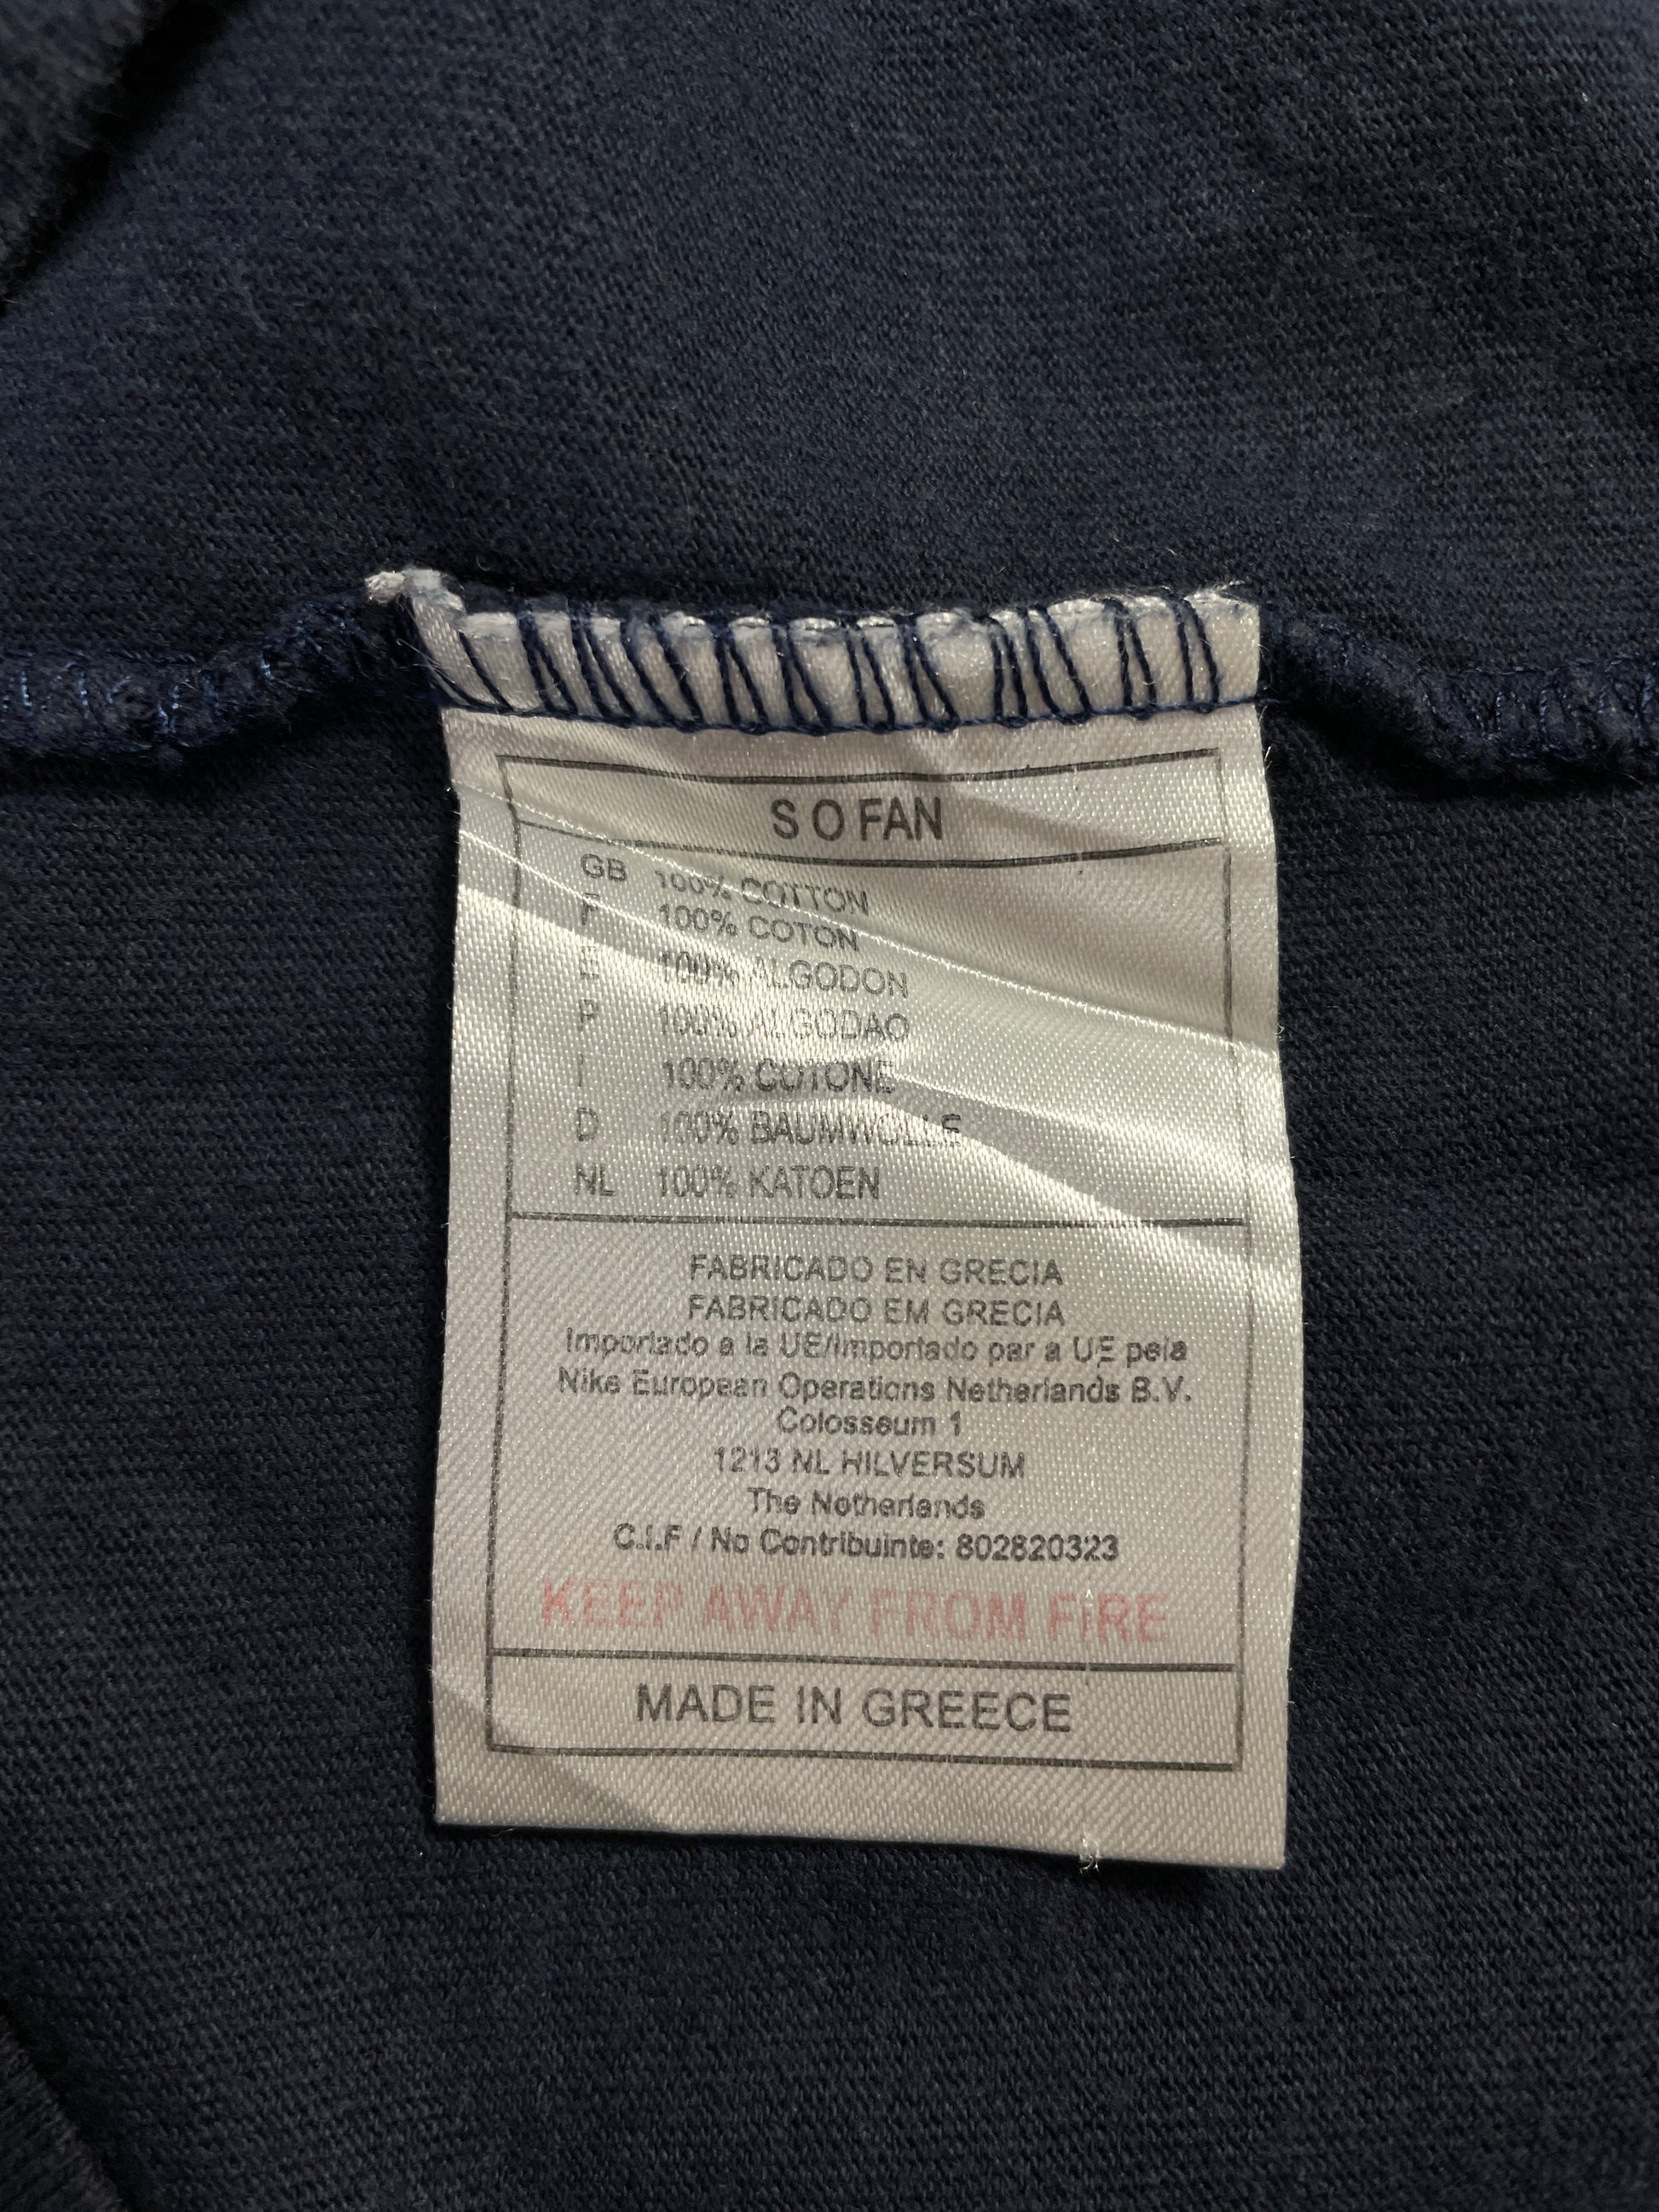 SOFAN
GB 100% COTTON
F 100% COTON
E 100% ALGODON
P 100% ALGODAO
I 100% COTONE
D 100% BAUMWOLLE
NL 100% KATOEN
FABRICADO EN GRECIA
FABRICADO EM GRECIA
Importado a la UE/Importado par a UE pela
Nike European Operations Netherlands B.V.
Colosseum 1
1213 NL HILVERSUM
The Netherlands
C.I.F / No Contribuinte: 802820323
KEEP AWAY FROM FIRE
MADE IN GREECE